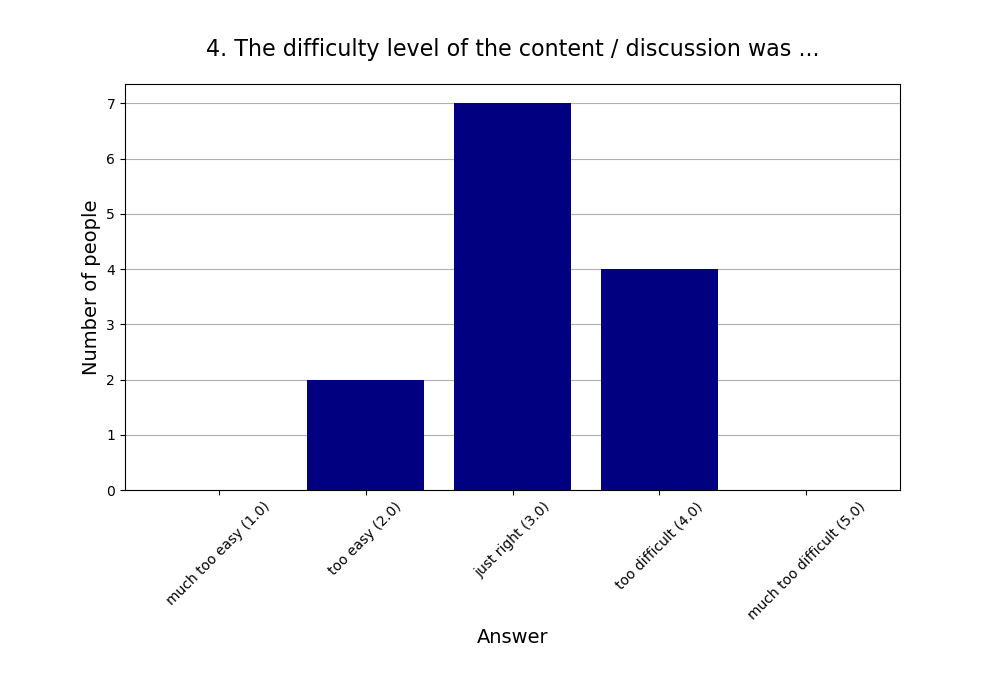 4. The difficulty level of the content / discussion was ...
Number of people
7
6
5
4
3
2
1
0
much too easy (1.0)
too easy (2.0)
just right (3.0)
too difficult (4.0)
much too difficult (5.0)
Answer